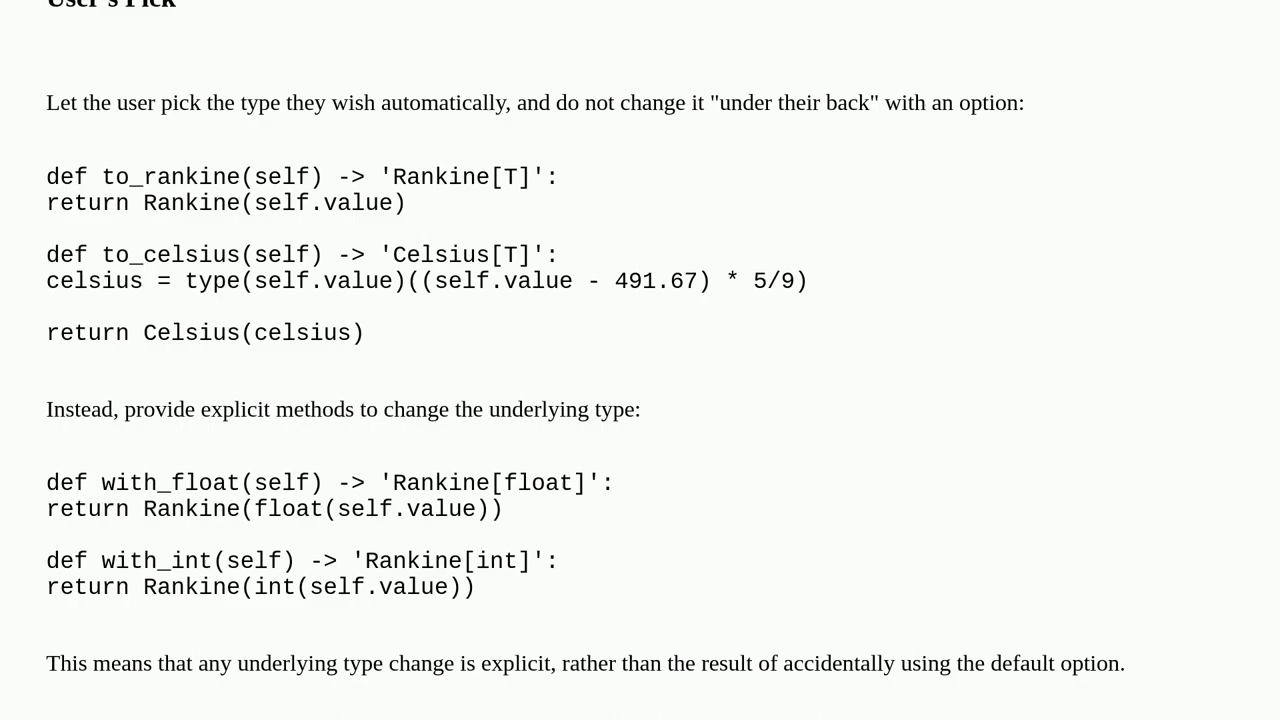 User's Pick
Let the user pick the type they wish automatically, and do not change it "under their back" with an option:
def to_rankine(self) -> 'Rankine[T]':
return Rankine(self.value)
def to_celsius(self) -> 'Celsius[T]':
celsius = type(self.value)((self.value - 491.67) * 5/9)
return Celsius(celsius)
Instead, provide explicit methods to change the underlying type:
def with_float(self) -> 'Rankine[float]':
return Rankine(float(self.value))
def with_int(self) -> 'Rankine[int]':
return Rankine(int(self.value))
This means that any underlying type change is explicit, rather than the result of accidentally using the default option.